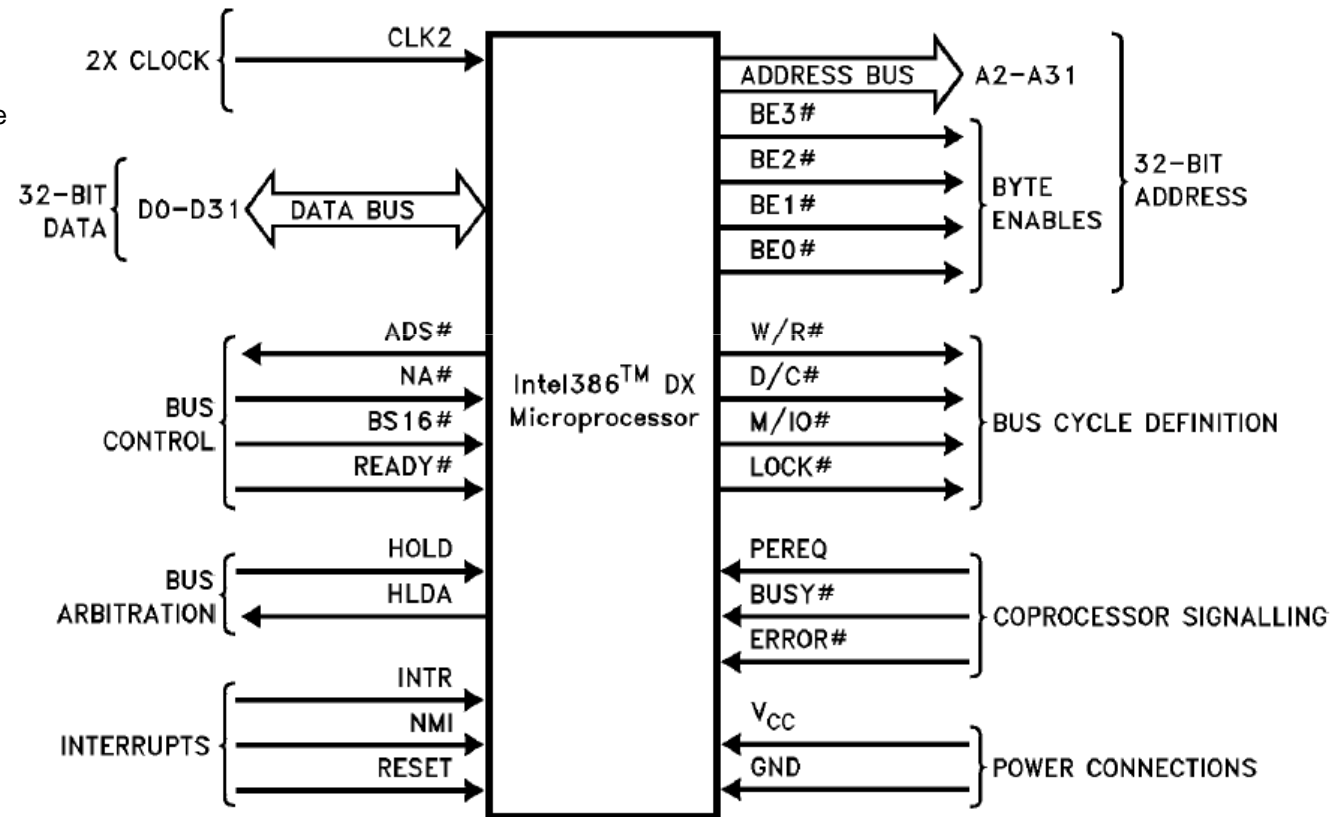 CLK2
2X CLOCK
e
32-BIT
DATA
D0-D31
DATA BUS
ADS#
NA#
BS16#
READY#
BUS
CONTROL
HOLD
HLDA
BUS
ARBITRATION
INTR
NMI
RESET
INTERRUPTS
Intel386TM DX
Microprocessor
ADDRESS BUS
A2-A31
BE3#
BE2#
BE1#
BE0#
BYTE
ENABLES
32-BIT
ADDRESS
W/R#
D/C#
M/IO#
LOCK#
BUS CYCLE DEFINITION
PEREQ
BUSY#
ERROR#
COPROCESSOR SIGNALLING
VCC
GND
POWER CONNECTIONS